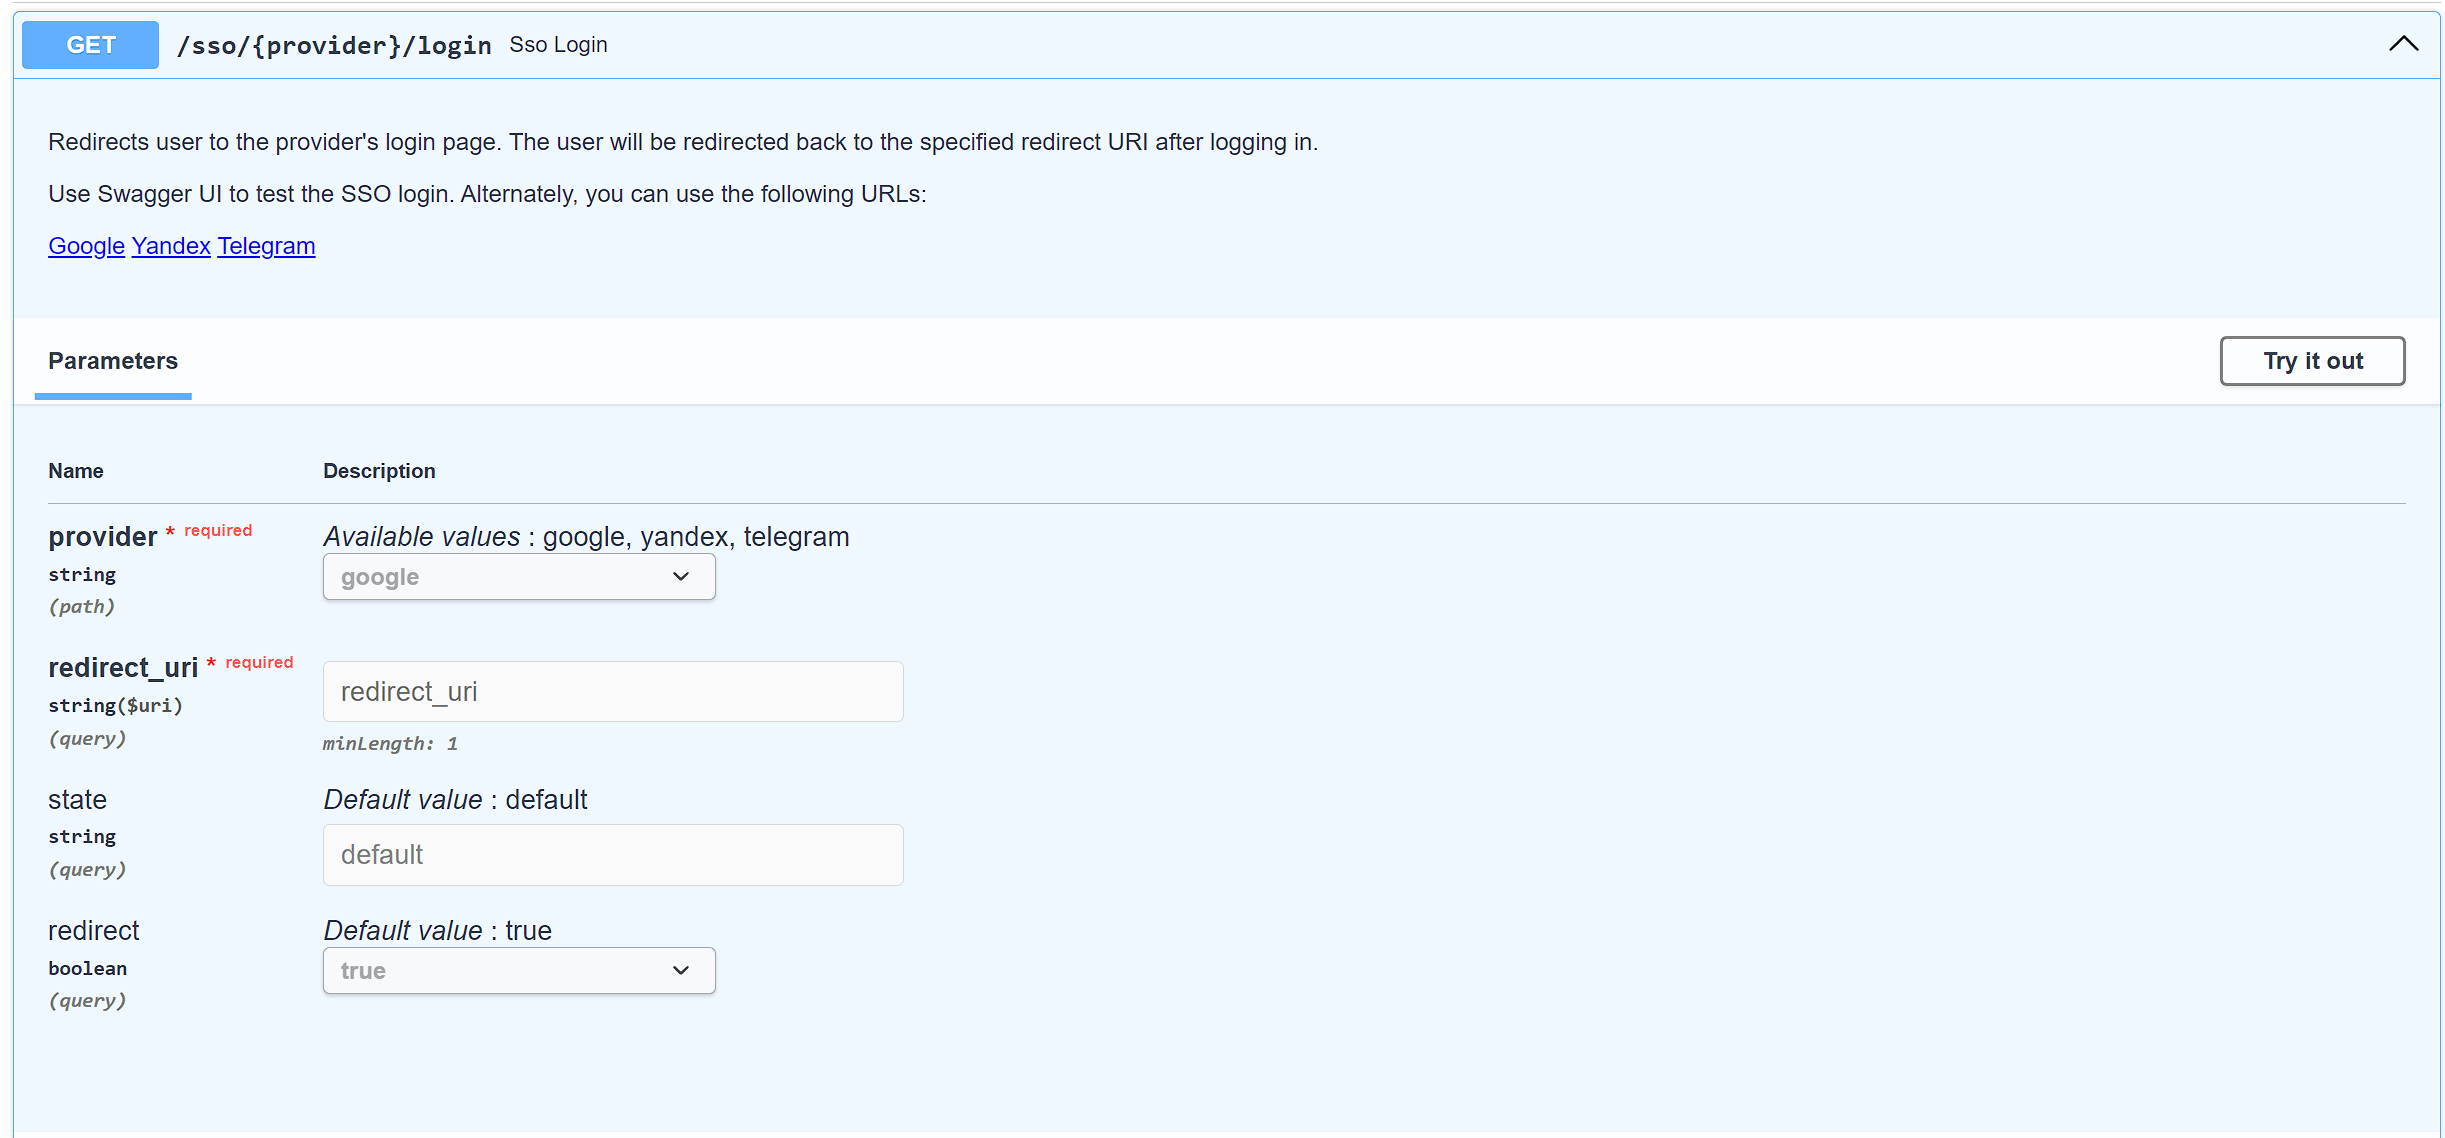 GET /sso/{provider}/login Sso Login
Redirects user to the provider's login page. The user will be redirected back to the specified redirect URI after logging in.
Use Swagger UI to test the SSO login. Alternately, you can use the following URLs:
Google Yandex Telegram
Parameters Try it out
Name Description
provider * required Available values : google, yandex, telegram
string google
(path)
redirect_uri * required
redirect_uri
string($uri)
(query) minLength: 1
state Default value : default
string
default
(query)
redirect Default value : true
boolean true
(query)